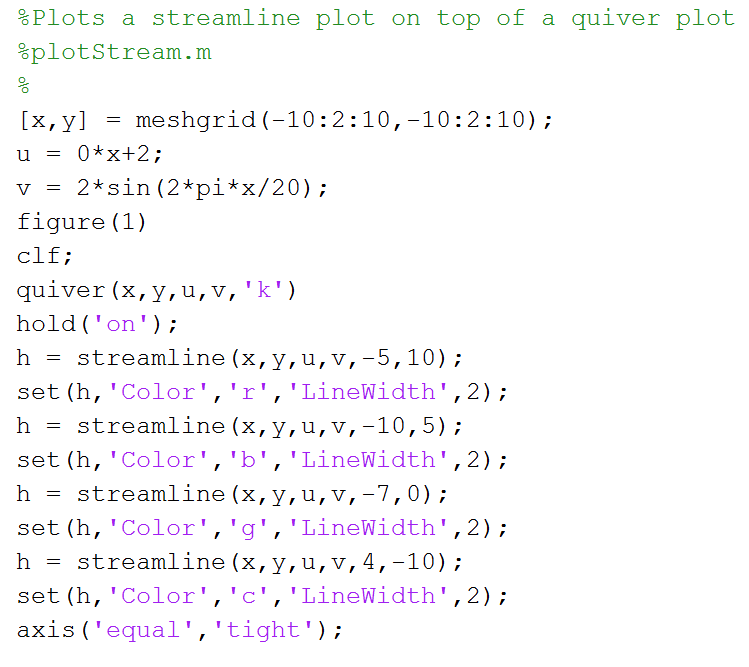 %Plots a streamline plot on top of a quiver plot
%plotStream.m
%
[x,y] = meshgrid(-10:2:10,-10:2:10);
u = 0*x+2;
v = 2*sin(2*pi*x/20);
figure(1)
clf;
quiver(x,y,u,v,'k')
hold('on');
h = streamline(x,y,u,v,-5,10);
set(h,'Color','r','LineWidth',2);
h = streamline(x,y,u,v,-10,5);
set(h,'Color','b','LineWidth',2);
h = streamline(x,y,u,v,-7,0);
set(h,'Color','g','LineWidth',2);
h = streamline(x,y,u,v,4,-10);
set(h,'Color','c','LineWidth',2);
axis('equal','tight');